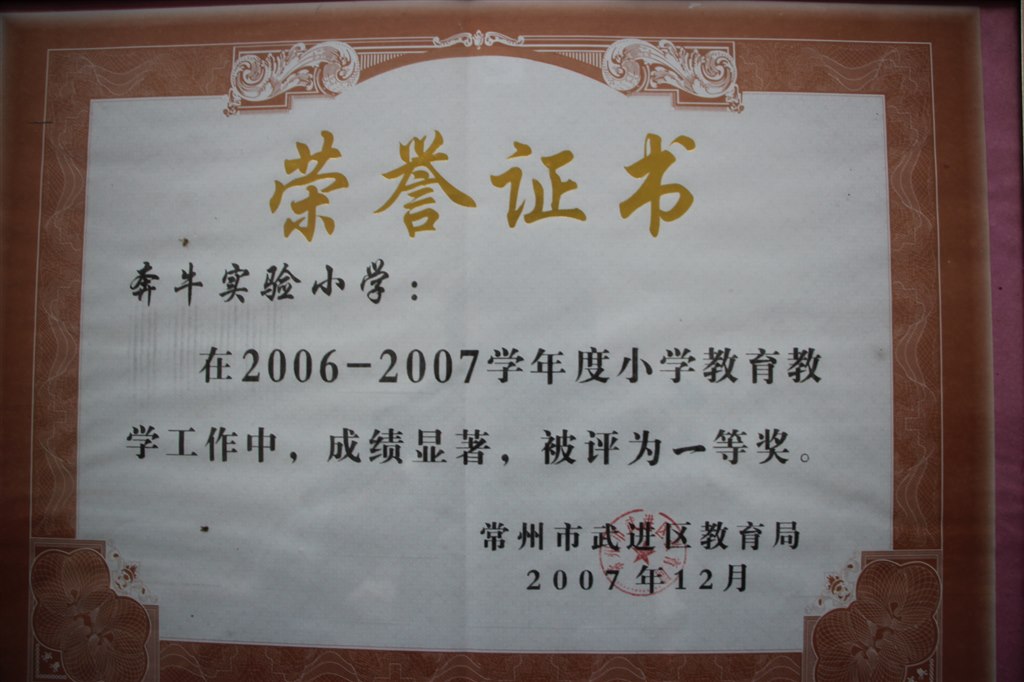 荣誉证书
奔牛实验小学：
在2006-2007学年度小学教育教
学工作中，成绩显著，被评为一等奖。
常州市武进区教育局
2007年12月